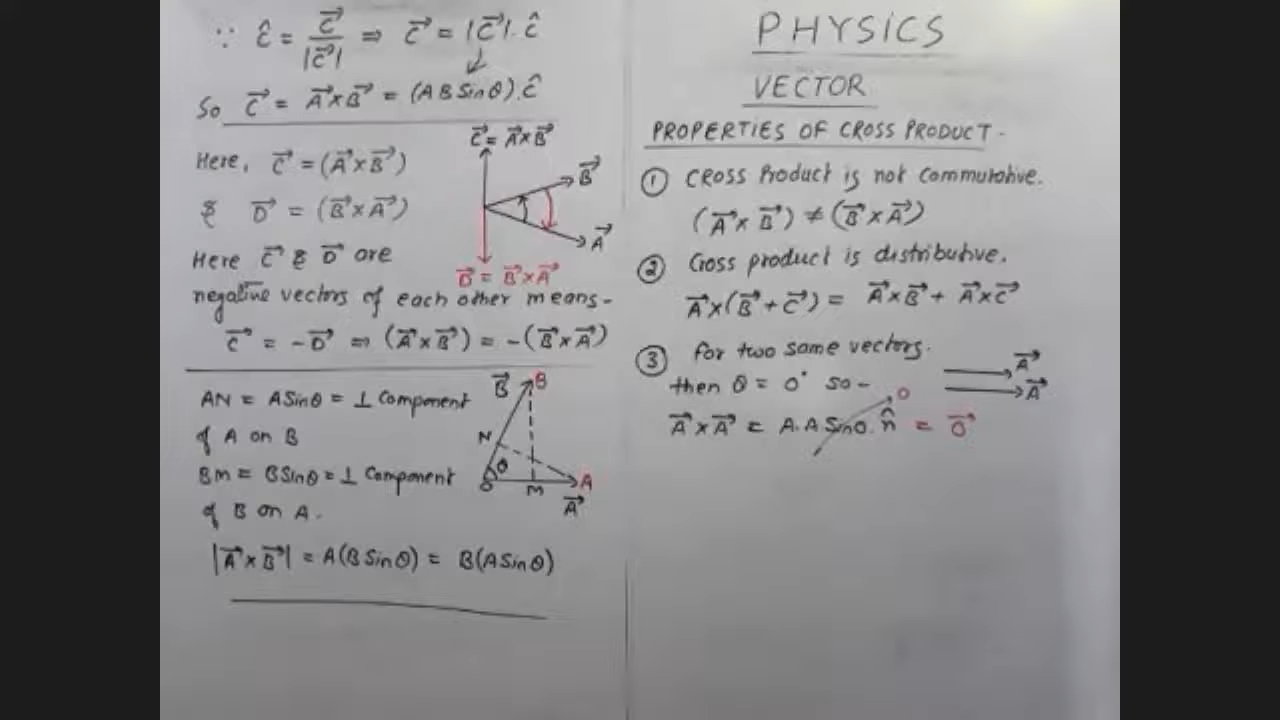 ∵ ĉ = C⃗ / |C⃗| ⇒ C⃗ = |C⃗|. ĉ
So C⃗ = A⃗ x B⃗ = (AB Sinθ).ĉ
Here, C⃗ = (A⃗ x B⃗)
& D⃗ = (B⃗ x A⃗)
Here C⃗ & D⃗ are
negative vectors of each other means-
C⃗ = -D⃗ ⇒ (A⃗ x B⃗) = -(B⃗ x A⃗)
C⃗ = A⃗ x B⃗
B⃗
A⃗
D⃗ = B⃗ x A⃗
AN = ASinθ = ⊥ Component
of A on B
BM = BSinθ = ⊥ Component
of B on A.
|A⃗ x B⃗| = A(B Sinθ) = B(A Sinθ)
B⃗ B
N
θ
O M A
A⃗
PHYSICS
VECTOR
PROPERTIES OF CROSS PRODUCT-
① CROSS Product is not Commutative.
(A⃗ x B⃗) ≠ (B⃗ x A⃗)
② Cross product is distributive.
A⃗ x (B⃗ + C⃗) = A⃗ x B⃗ + A⃗ x C⃗
③ for two same vectors.
A⃗
then θ = 0° so-
A⃗
0
A⃗ x A⃗ = A.A Sin0. n̂ = 0⃗